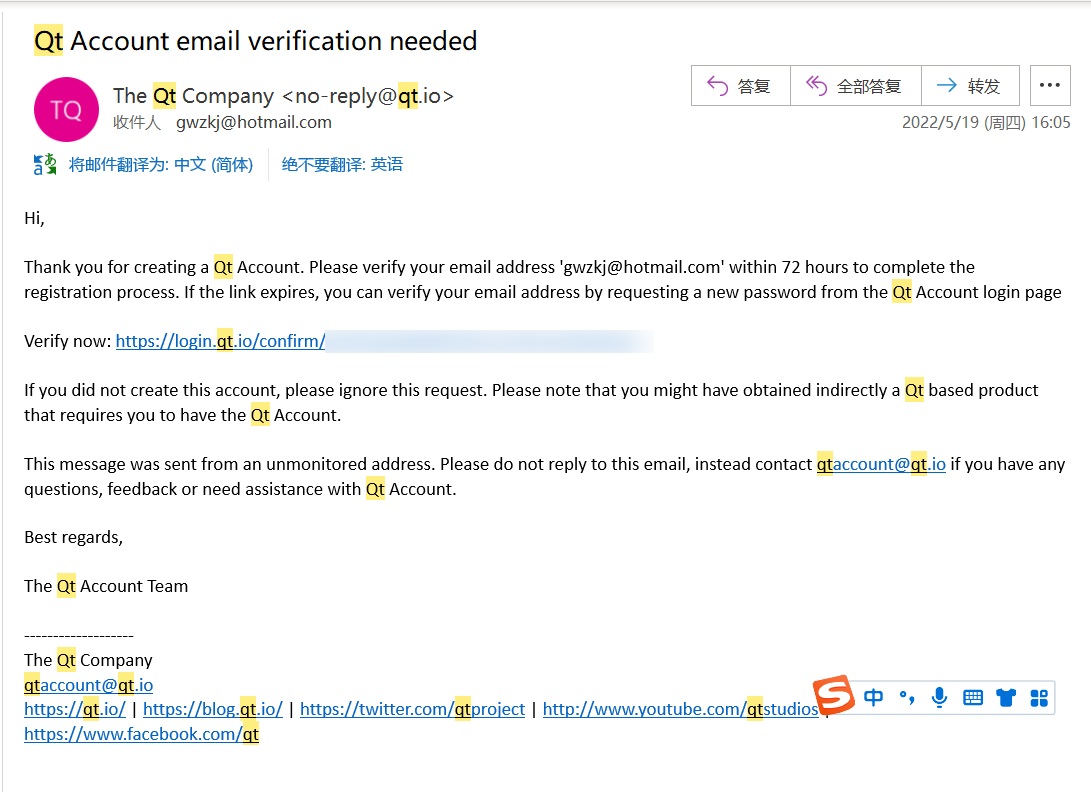 Qt Account email verification needed
TQ
The Qt Company <no-reply@qt.io>
答复
全部答复
转发
收件人 gwzkj@hotmail.com
2022/5/19 (周四) 16:05
将邮件翻译为: 中文 (简体)
绝不要翻译: 英语
Hi,
Thank you for creating a Qt Account. Please verify your email address 'gwzkj@hotmail.com' within 72 hours to complete the
registration process. If the link expires, you can verify your email address by requesting a new password from the Qt Account login page
Verify now: https://login.qt.io/confirm/
If you did not create this account, please ignore this request. Please note that you might have obtained indirectly a Qt based product
that requires you to have the Qt Account.
This message was sent from an unmonitored address. Please do not reply to this email, instead contact qtaccount@qt.io if you have any
questions, feedback or need assistance with Qt Account.
Best regards,
The Qt Account Team
-------------------
The Qt Company
qtaccount@qt.io
https://qt.io/ | https://blog.qt.io/ | https://twitter.com/qtproject | http://www.youtube.com/qtstudios |
https://www.facebook.com/qt
S 中